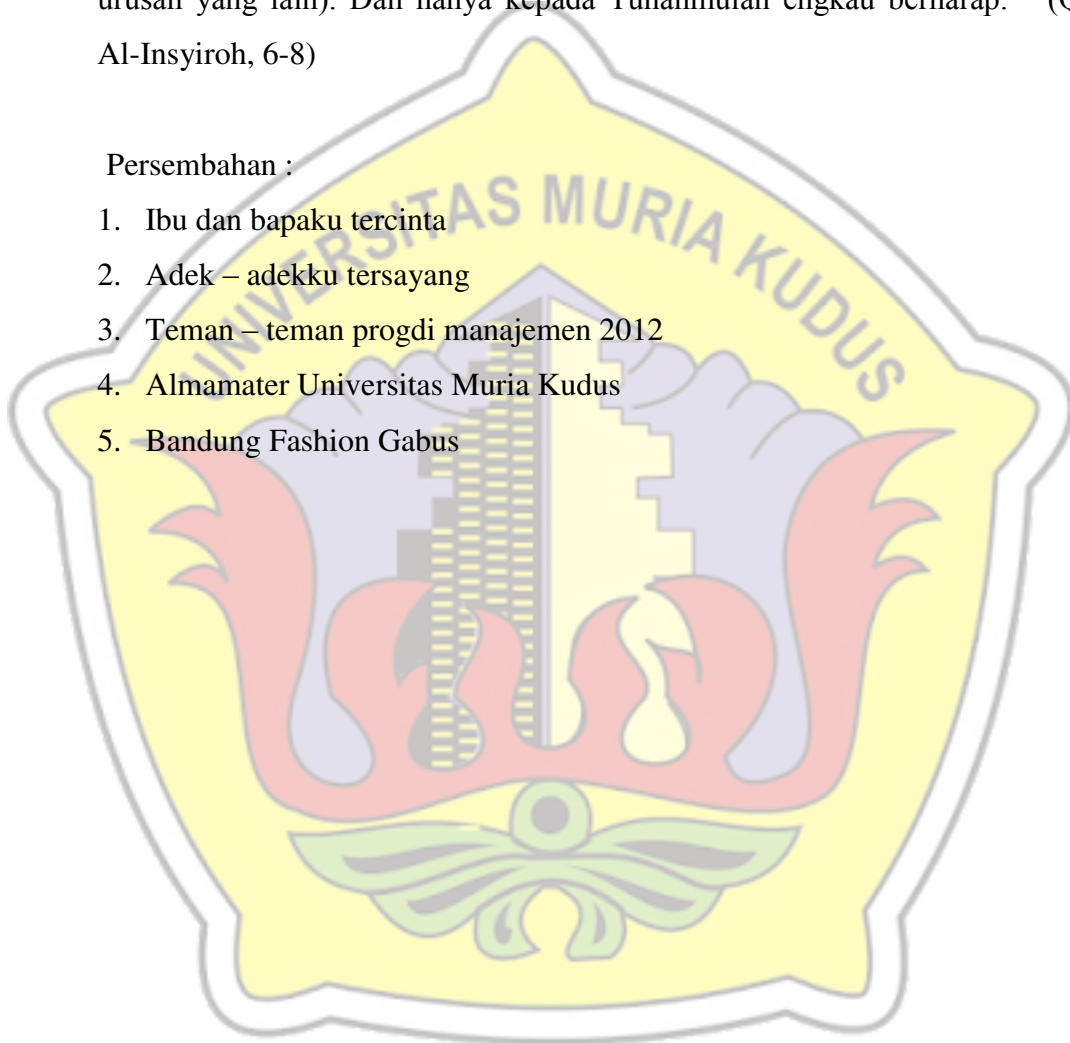 urusan yang lain). Dan hanya kepada Tuhanmulah engkau berharap.” (Q
Al-Insyiroh, 6-8)
Persembahan :
1. Ibu dan bapaku tercinta
2. Adek – adekku tersayang
3. Teman – teman progdi manajemen 2012
4. Almamater Universitas Muria Kudus
5. Bandung Fashion Gabus
UNIVERSITAS MURIA KUDUS